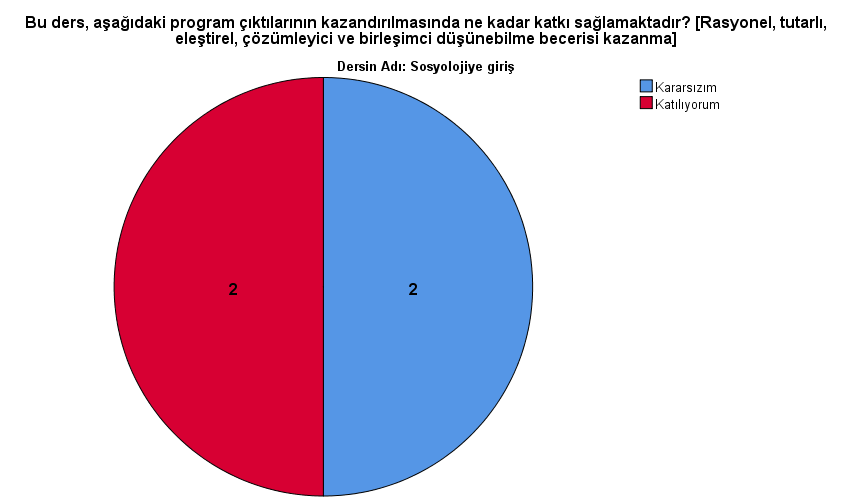 Bu ders, aşağıdaki program çıktılarının kazandırılmasında ne kadar katkı sağlamaktadır? [Rasyonel, tutarlı,
eleştirel, çözümleyici ve birleşimci düşünebilme becerisi kazanma]
Dersin Adı: Sosyolojiye giriş
Kararsızım
Katılıyorum
2
2